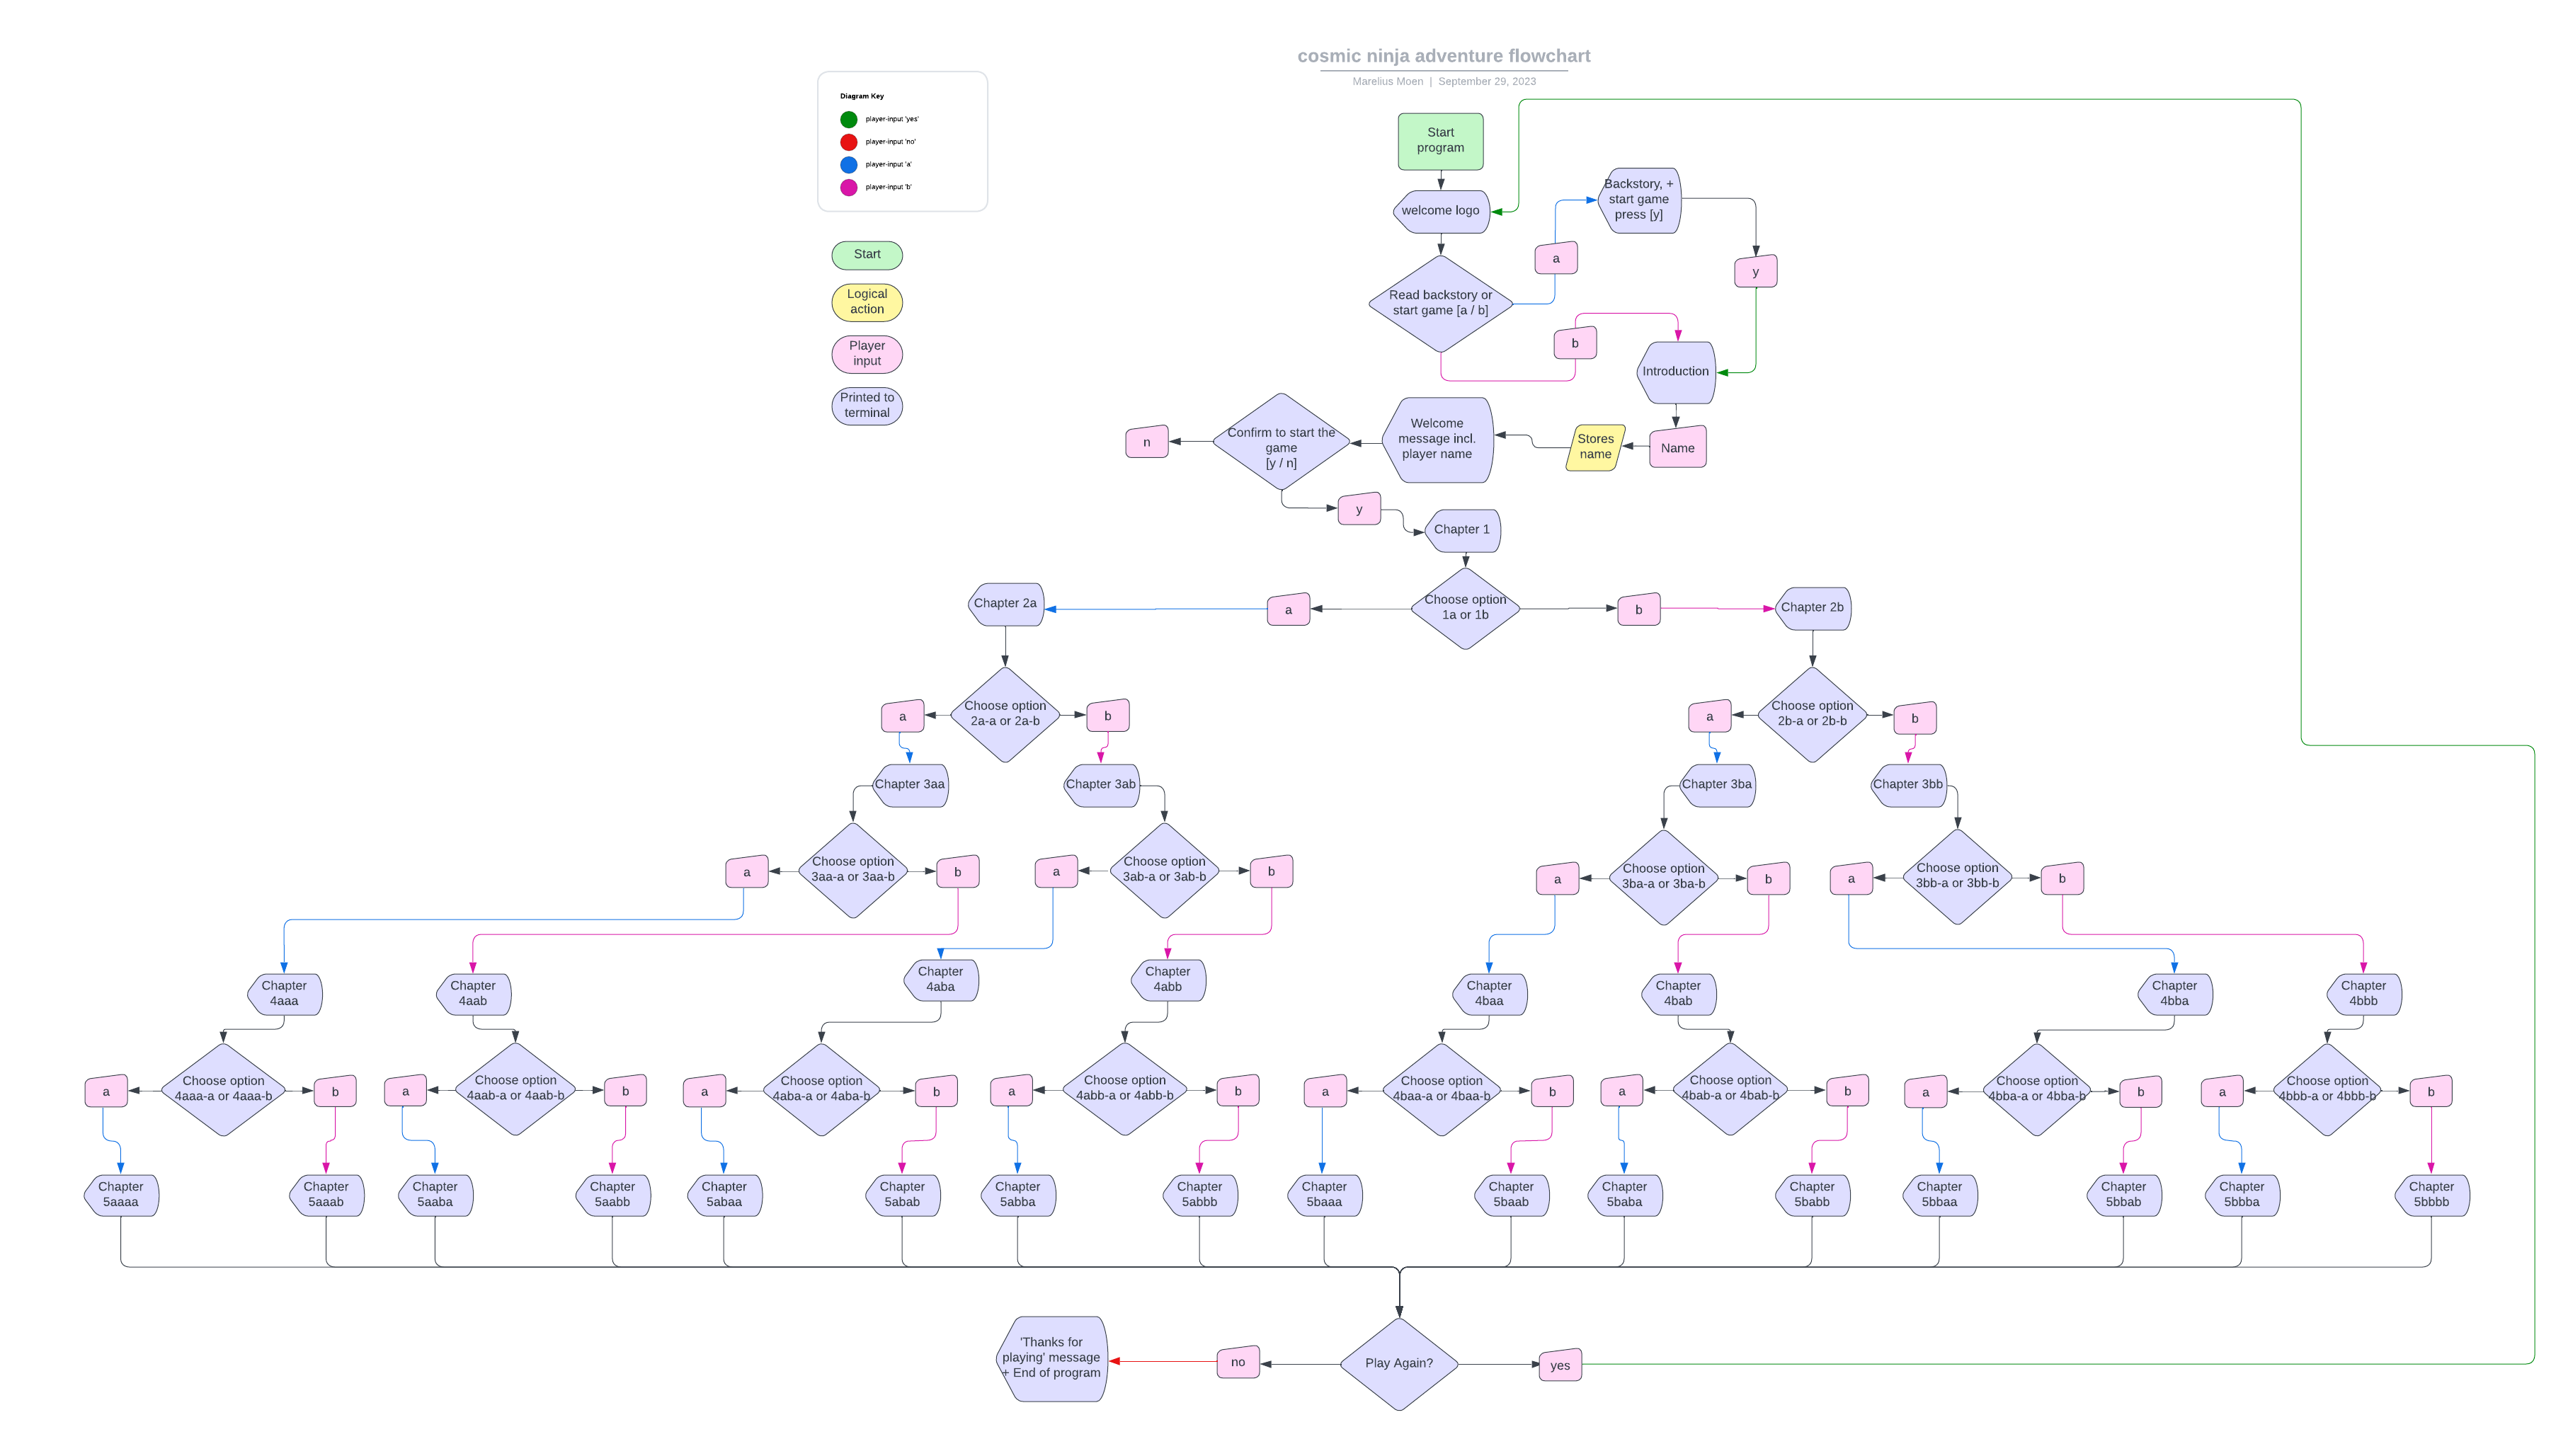 cosmic ninja adventure flowchart
Marelius Moen | September 29, 2023
Diagram Key
player-input 'yes'
player-input 'no'
player-input 'a'
player-input 'b'
Start
Logical
action
Player
input
Printed to
terminal
Start
program
welcome logo
Backstory, +
start game
press [y]
a
y
Read backstory or
start game [a / b]
b
Introduction
n
Confirm to start the
game
[y / n]
Welcome
message incl.
player name
Stores
name
Name
y
Chapter 1
Chapter 2a
a
Choose option
1a or 1b
b
Chapter 2b
a
Choose option
2a-a or 2a-b
b
a
Choose option
2b-a or 2b-b
b
Chapter 3aa
Chapter 3ab
Chapter 3ba
Chapter 3bb
a
Choose option
3aa-a or 3aa-b
b
a
Choose option
3ab-a or 3ab-b
b
a
Choose option
3ba-a or 3ba-b
b
a
Choose option
3bb-a or 3bb-b
b
Chapter
4aaa
Chapter
4aab
Chapter
4aba
Chapter
4abb
Chapter
4baa
Chapter
4bab
Chapter
4bba
Chapter
4bbb
a
Choose option
4aaa-a or 4aaa-b
b
a
Choose option
4aab-a or 4aab-b
b
a
Choose option
4aba-a or 4aba-b
b
a
Choose option
4abb-a or 4abb-b
b
a
Choose option
4baa-a or 4baa-b
b
a
Choose option
4bab-a or 4bab-b
b
a
Choose option
4bba-a or 4bba-b
b
a
Choose option
4bbb-a or 4bbb-b
b
Chapter
5aaaa
Chapter
5aaab
Chapter
5aaba
Chapter
5aabb
Chapter
5abaa
Chapter
5abab
Chapter
5abba
Chapter
5abbb
Chapter
5baaa
Chapter
5baab
Chapter
5baba
Chapter
5babb
Chapter
5bbaa
Chapter
5bbab
Chapter
5bbba
Chapter
5bbbb
'Thanks for
playing' message
+ End of program
no
Play Again?
yes